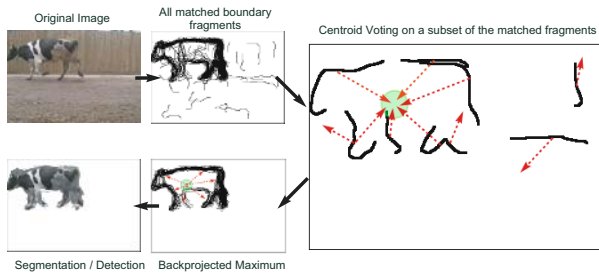 Original Image
All matched boundary
fragments
Centroid Voting on a subset of the matched fragments
Segmentation / Detection
Backprojected Maximum